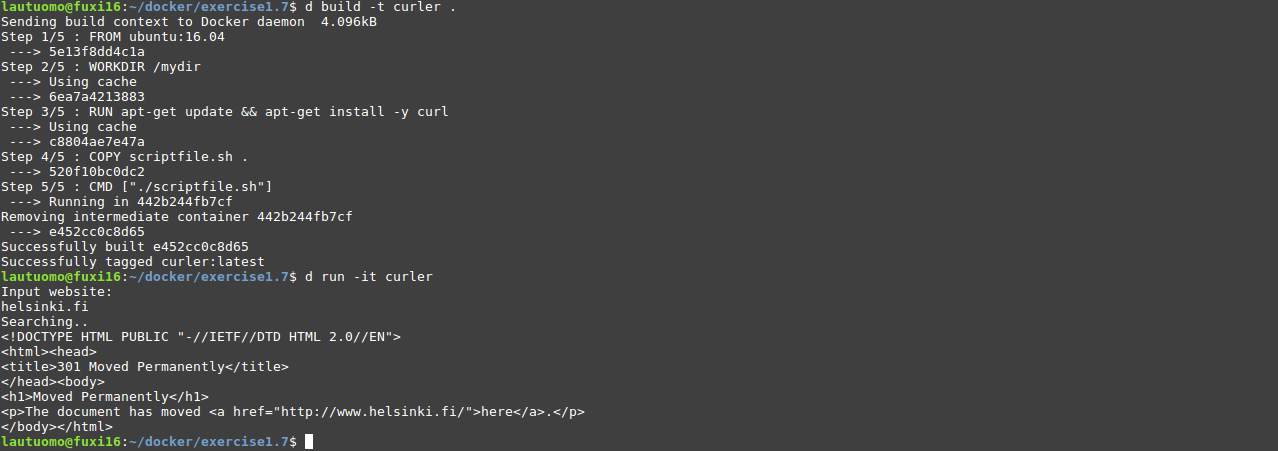 lautuomo@fuxi16:~/docker/exercise1.7$ d build -t curler .
Sending build context to Docker daemon  4.096kB
Step 1/5 : FROM ubuntu:16.04
 ---> 5e13f8dd4c1a
Step 2/5 : WORKDIR /mydir
 ---> Using cache
 ---> 6ea7a4213883
Step 3/5 : RUN apt-get update && apt-get install -y curl
 ---> Using cache
 ---> c8804ae7e47a
Step 4/5 : COPY scriptfile.sh .
 ---> 520f10bc0dc2
Step 5/5 : CMD ["./scriptfile.sh"]
 ---> Running in 442b244fb7cf
Removing intermediate container 442b244fb7cf
 ---> e452cc0c8d65
Successfully built e452cc0c8d65
Successfully tagged curler:latest
lautuomo@fuxi16:~/docker/exercise1.7$ d run -it curler
Input website:
helsinki.fi
Searching..
<!DOCTYPE HTML PUBLIC "-//IETF//DTD HTML 2.0//EN">
<html><head>
<title>301 Moved Permanently</title>
</head><body>
<h1>Moved Permanently</h1>
<p>The document has moved <a href="http://www.helsinki.fi/">here</a>.</p>
</body></html>
lautuomo@fuxi16:~/docker/exercise1.7$